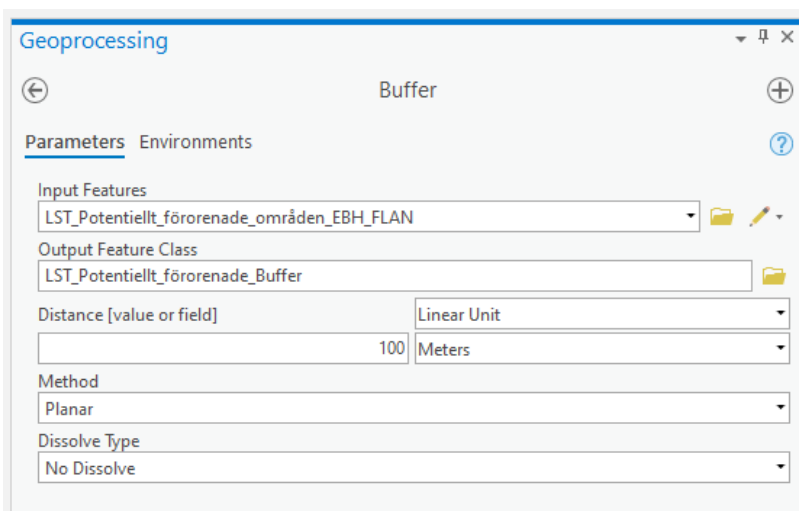 Geoprocessing
Buffer
Parameters Environments
Input Features
LST_Potentiellt_förorenade_områden_EBH_FLAN
Output Feature Class
LST_Potentiellt_förorenade_Buffer
Distance [value or field] Linear Unit
100 Meters
Method
Planar
Dissolve Type
No Dissolve